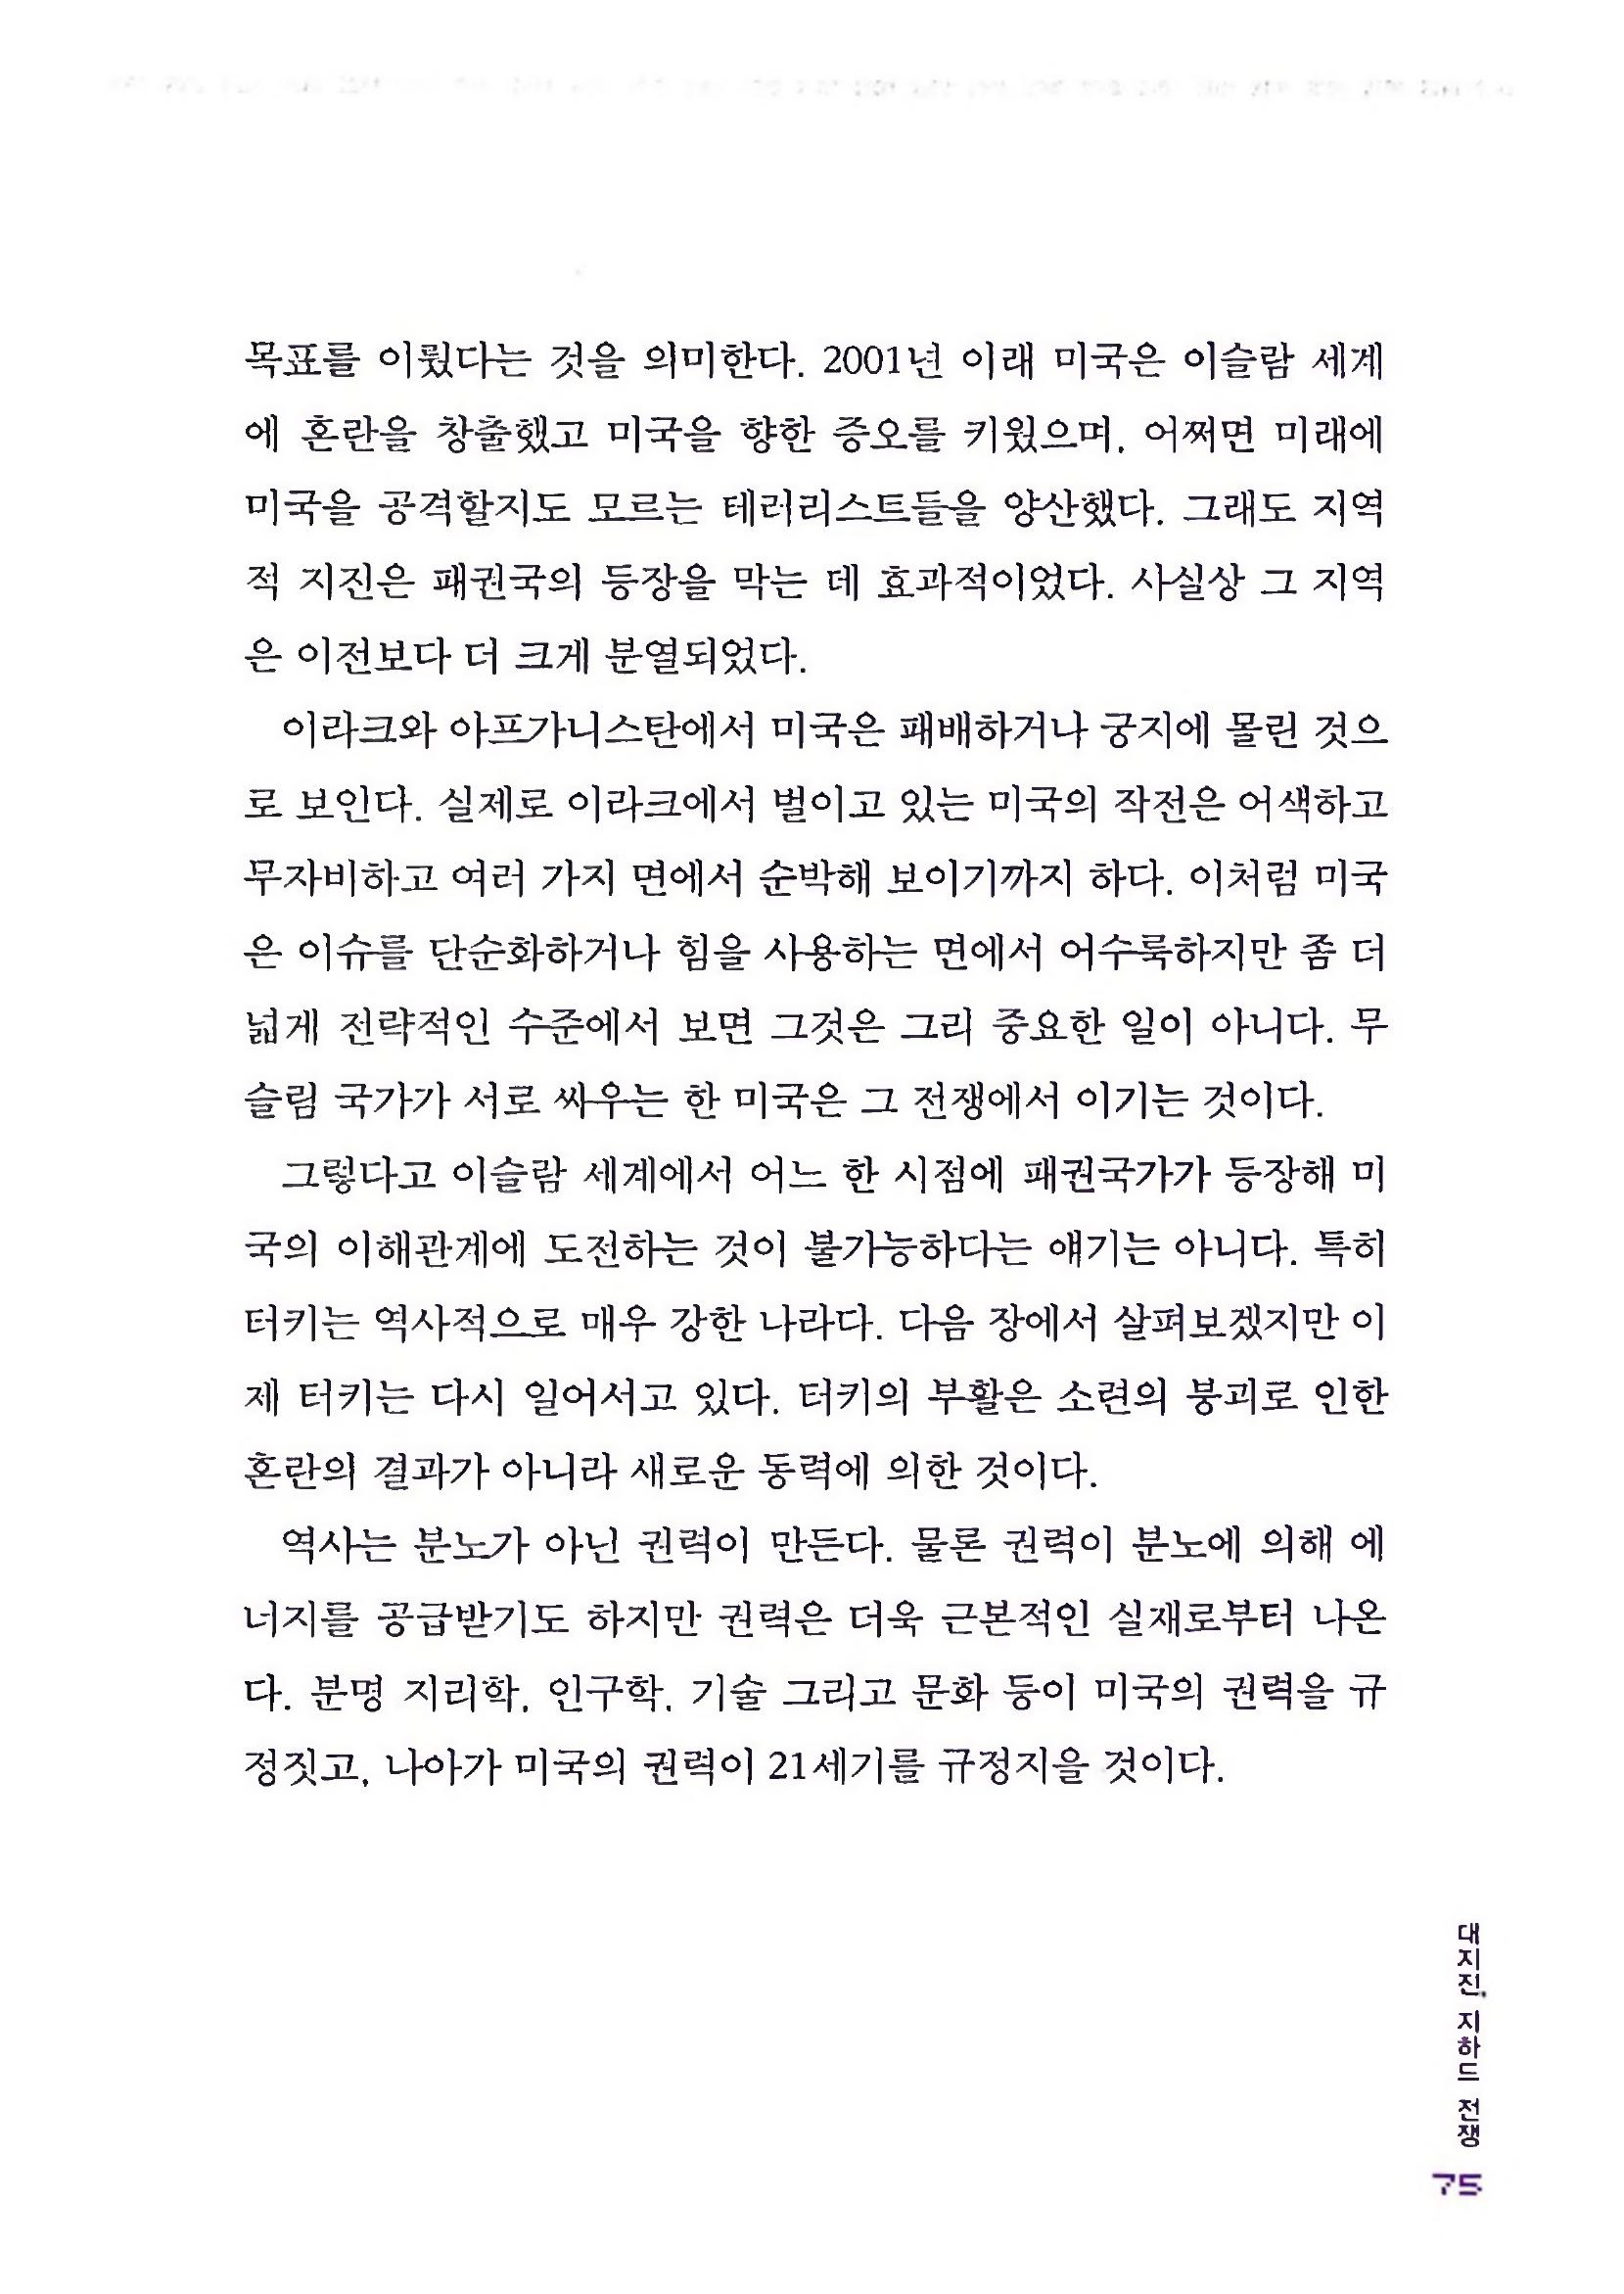 목표를 이뤘다는 것을 의미한다. 2001년 이래 미국은 이슬람 세계
에 혼란을 창출했고 미국을 향한 증오를 키웠으며, 어쩌면 미래에
미국을 공격할지도 모르는 테러리스트들을 양산했다. 그래도 지역
적 지진은 패권국의 등장을 막는 데 효과적이었다. 사실상 그 지역
은 이전보다 더 크게 분열되었다.
이라크와 아프가니스탄에서 미국은 패배하거나 궁지에 몰린 것으
로 보인다. 실제로 이라크에서 벌이고 있는 미국의 작전은 어색하고
무자비하고 여러 가지 면에서 순박해 보이기까지 하다. 이처럼 미국
은 이슈를 단순화하거나 힘을 사용하는 면에서 어수룩하지만 좀 더
넓게 전략적인 수준에서 보면 그것은 그리 중요한 일이 아니다. 무
슬림 국가가 서로 싸우는 한 미국은 그 전쟁에서 이기는 것이다.
그렇다고 이슬람 세계에서 어느 한 시점에 패권국가가 등장해 미
국의 이해관계에 도전하는 것이 불가능하다는 얘기는 아니다. 특히
터키는 역사적으로 매우 강한 나라다. 다음 장에서 살펴보겠지만 이
제 터키는 다시 일어서고 있다. 터키의 부활은 소련의 붕괴로 인한
혼란의 결과가 아니라 새로운 동력에 의한 것이다.
역사는 분노가 아닌 권력이 만든다. 물론 권력이 분노에 의해 에
너지를 공급받기도 하지만 권력은 더욱 근본적인 실재로부터 나온
다. 분명 지리학, 인구학, 기술 그리고 문화 등이 미국의 권력을 규
정짓고, 나아가 미국의 권력이 21세기를 규정지을 것이다.
대지진, 지하드 전쟁
75